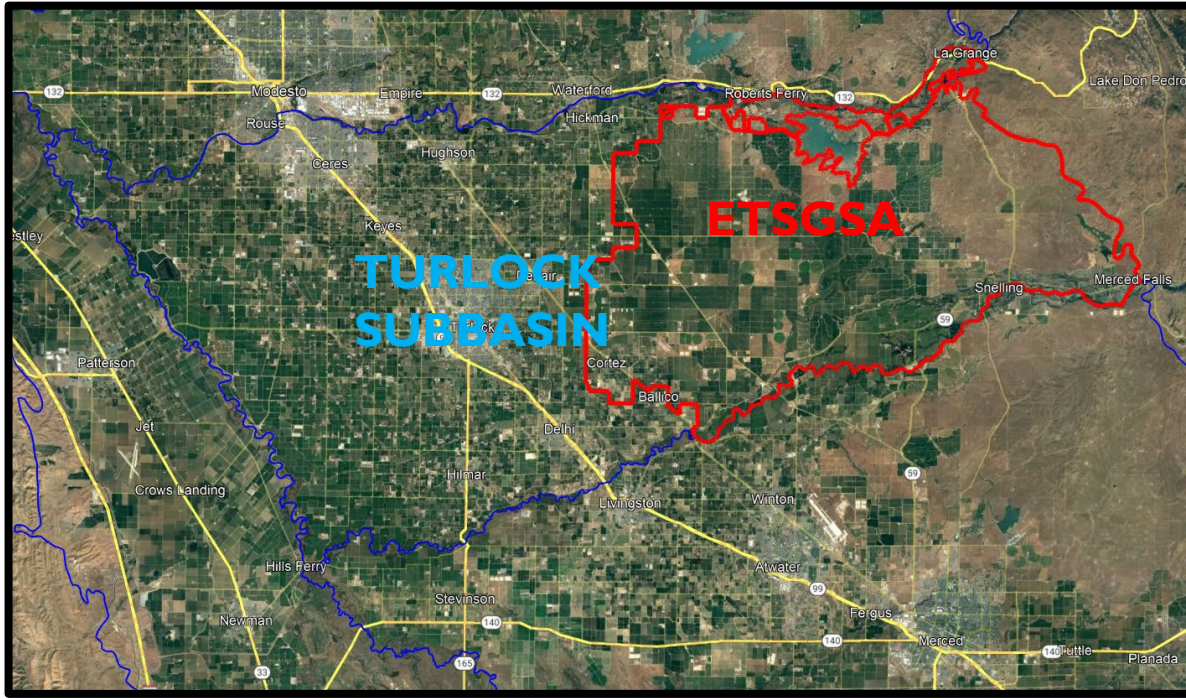 La Grange
Lake Don Pedro
132
Modesto
Empire
132
Waterford
Roberts Ferry
132
Rouse
Hickman
Ceres
Hughson
ETSGSA
Keyes
stley
TURLOCK
SUBBASIN
Snelling
Merced Falls
59
Patterson
Cortez
Ballico
Jet
Delhi
Hilmar
59
Crows Landing
Livingston
Winton
Hills Ferry
Atwater
99
Stevinson
Fergus
Newman
140
140
Merced
140
Tuttle
Planada
165
33